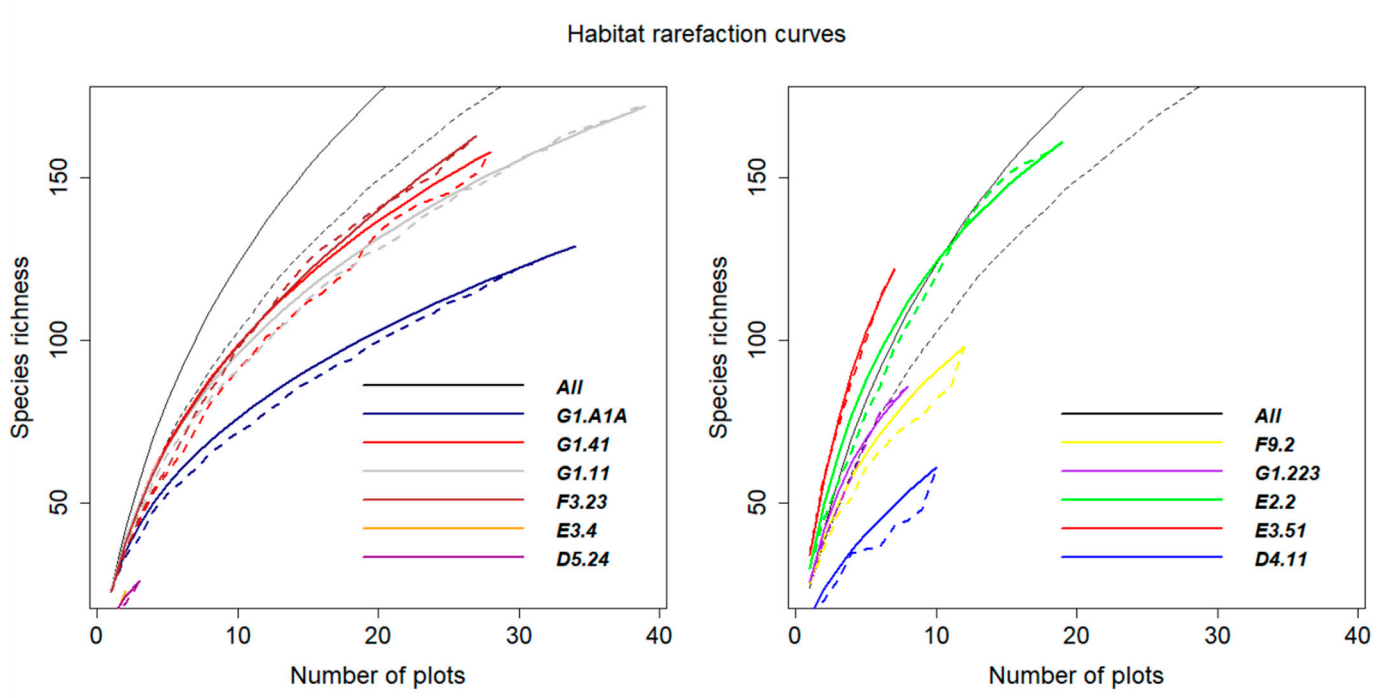 Habitat rarefaction curves
Species richness
150
100
50
All
G1.A1A
G1.41
G1.11
F3.23
E3.4
D5.24
0 10 20 30 40
Number of plots
Species richness
150
100
50
All
F9.2
G1.223
E2.2
E3.51
D4.11
0 10 20 30 40
Number of plots